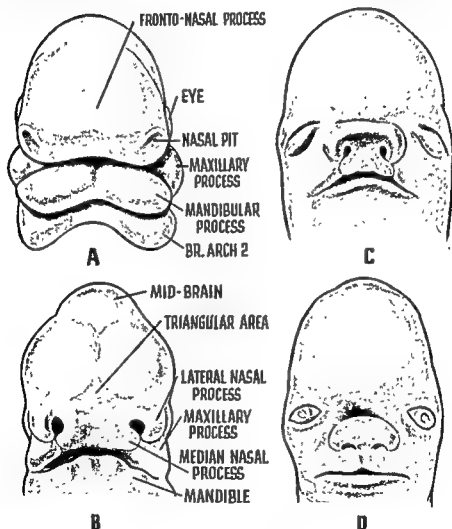 FRONTO-NASAL PROCESS
EYE
NASAL PIT
MAXILLARY
PROCESS
MANDIBULAR
PROCESS
BR. ARCH 2
A
C
MID-BRAIN
TRIANGULAR AREA
LATERAL NASAL
PROCESS
MAXILLARY
PROCESS
MEDIAN NASAL
PROCESS
MANDIBLE
B
D